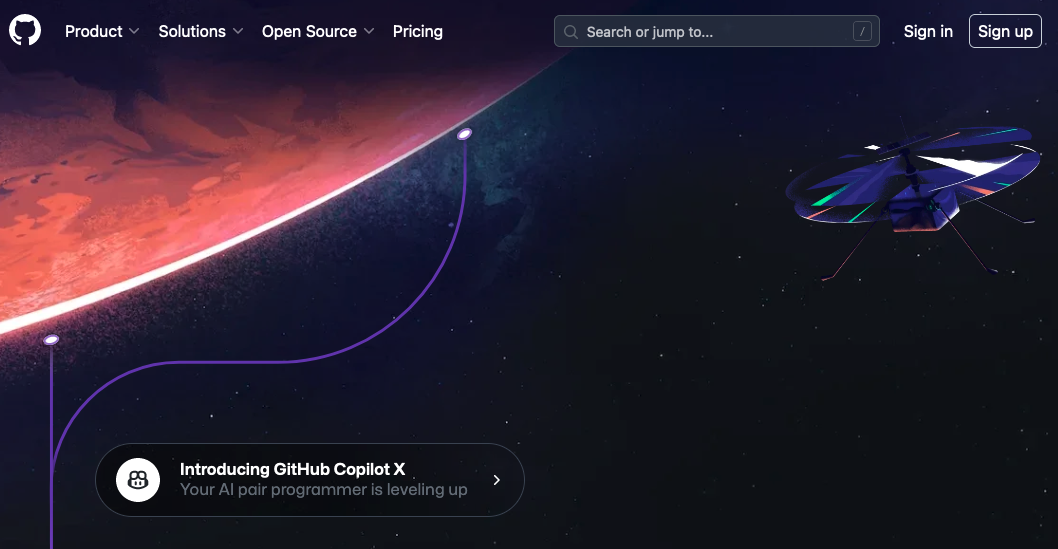 Product
Solutions
Open Source
Pricing
Search or jump to...
/
Sign in
Sign up
Introducing GitHub Copilot X
Your AI pair programmer is leveling up